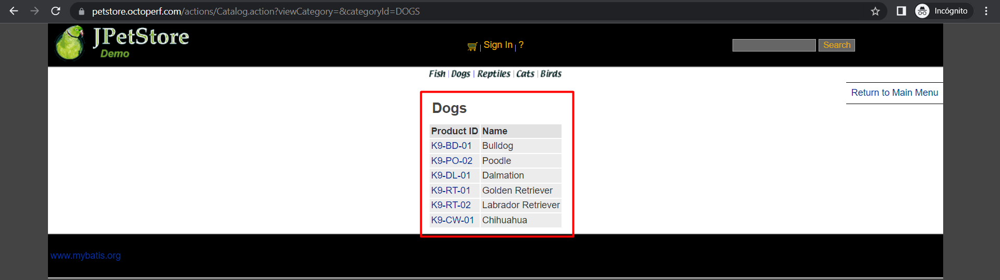 petstore.octoperf.com/actions/Catalog.action?viewCategory=&categoryId=DOGS
Incógnito
JPetStore
Demo
Sign In | ?
Search
Fish | Dogs | Reptiles | Cats | Birds
Return to Main Menu
Dogs
Product ID Name
K9-BD-01 Bulldog
K9-PO-02 Poodle
K9-DL-01 Dalmation
K9-RT-01 Golden Retriever
K9-RT-02 Labrador Retriever
K9-CW-01 Chihuahua
www.mybatis.org